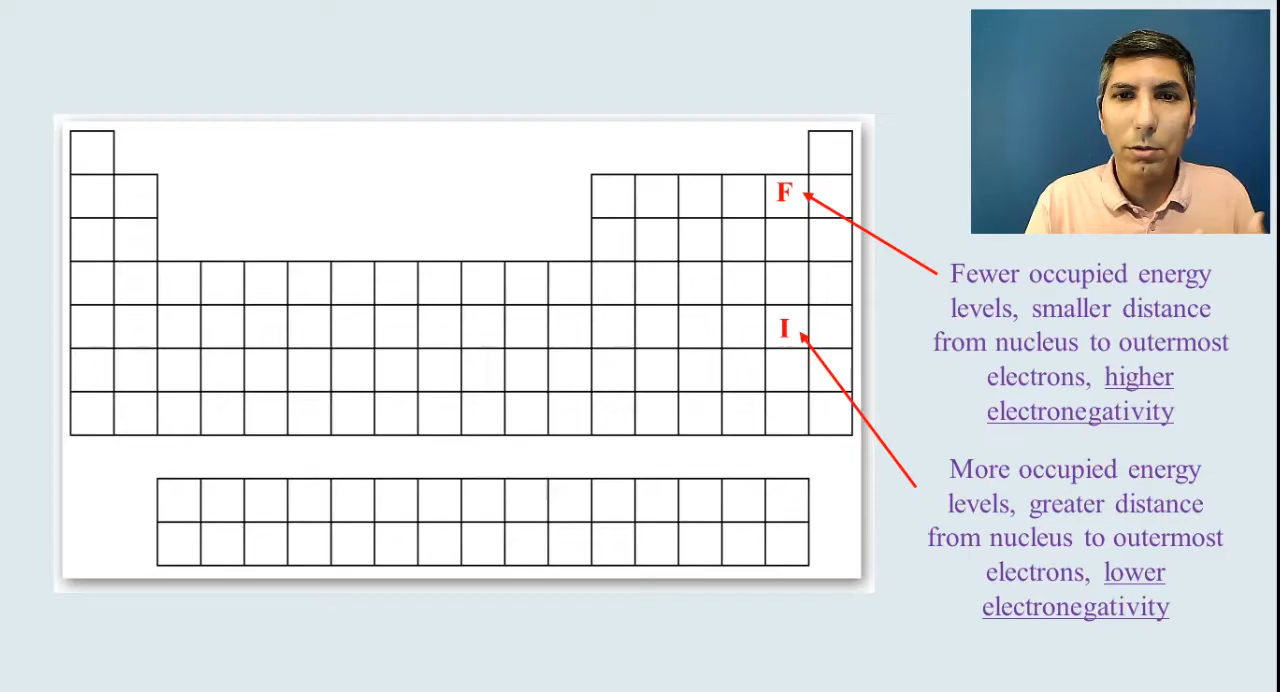 F
Fewer occupied energy
levels, smaller distance
from nucleus to outermost
electrons, higher
electronegativity
I
More occupied energy
levels, greater distance
from nucleus to outermost
electrons, lower
electronegativity